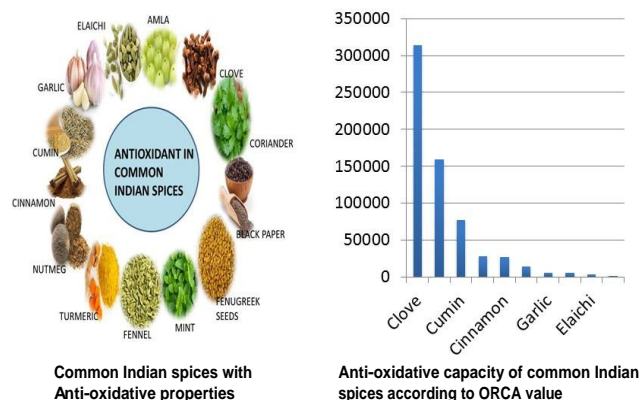 ELAICHI
AMLA
CLOVE
GARLIC
CORIANDER
CUMIN
ANTIOXIDANT IN
COMMON
INDIAN SPICES
CINNAMON
BLACK PAPER
NUTMEG
FENUGREEK
SEEDS
TURMERIC
MINT
FENNEL
Common Indian spices with
Anti-oxidative properties
350000
300000
250000
200000
150000
100000
50000
0
Clove
Cumin
Cinnamon
Garlic
Elaichi
Anti-oxidative capacity of common Indian
spices according to ORCA value